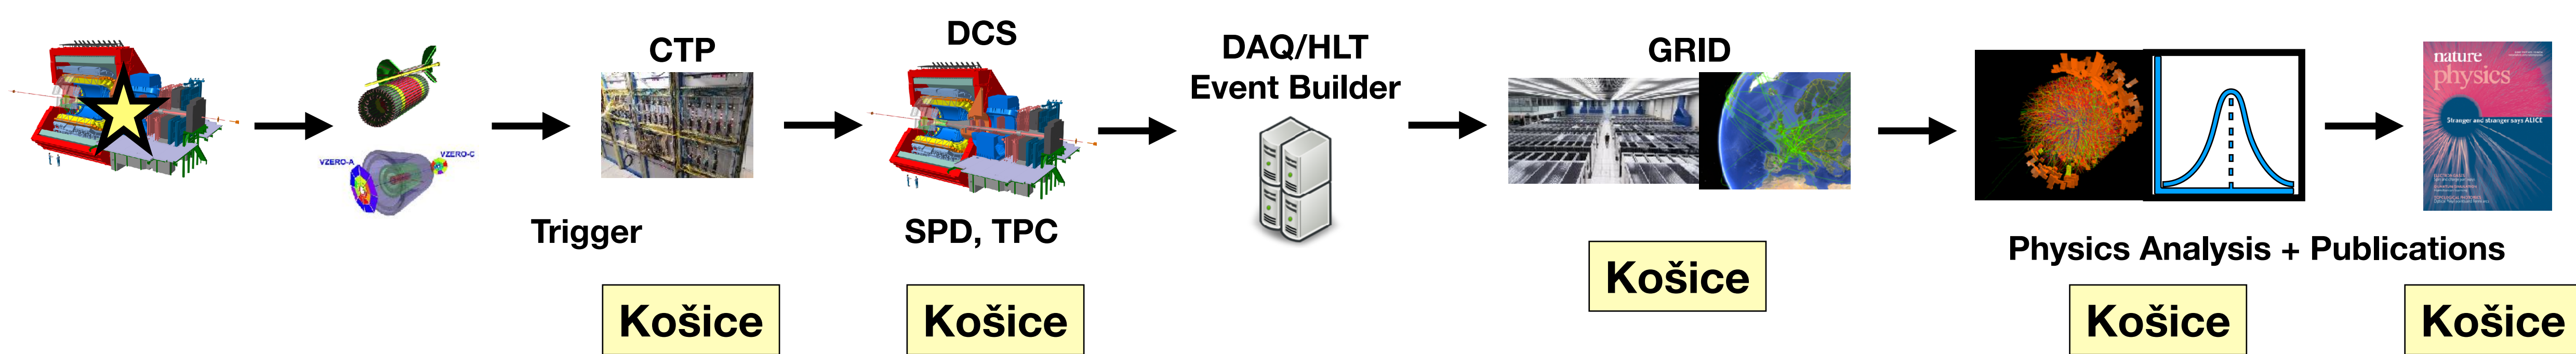 CTP
DCS
DAQ/HLT
Event Builder
GRID
nature
physics
Stranger and stranger says ALICE
VZERO-A
VZERO-C
Trigger
SPD, TPC
Physics Analysis + Publications
Košice
Košice
Košice
Košice
Košice